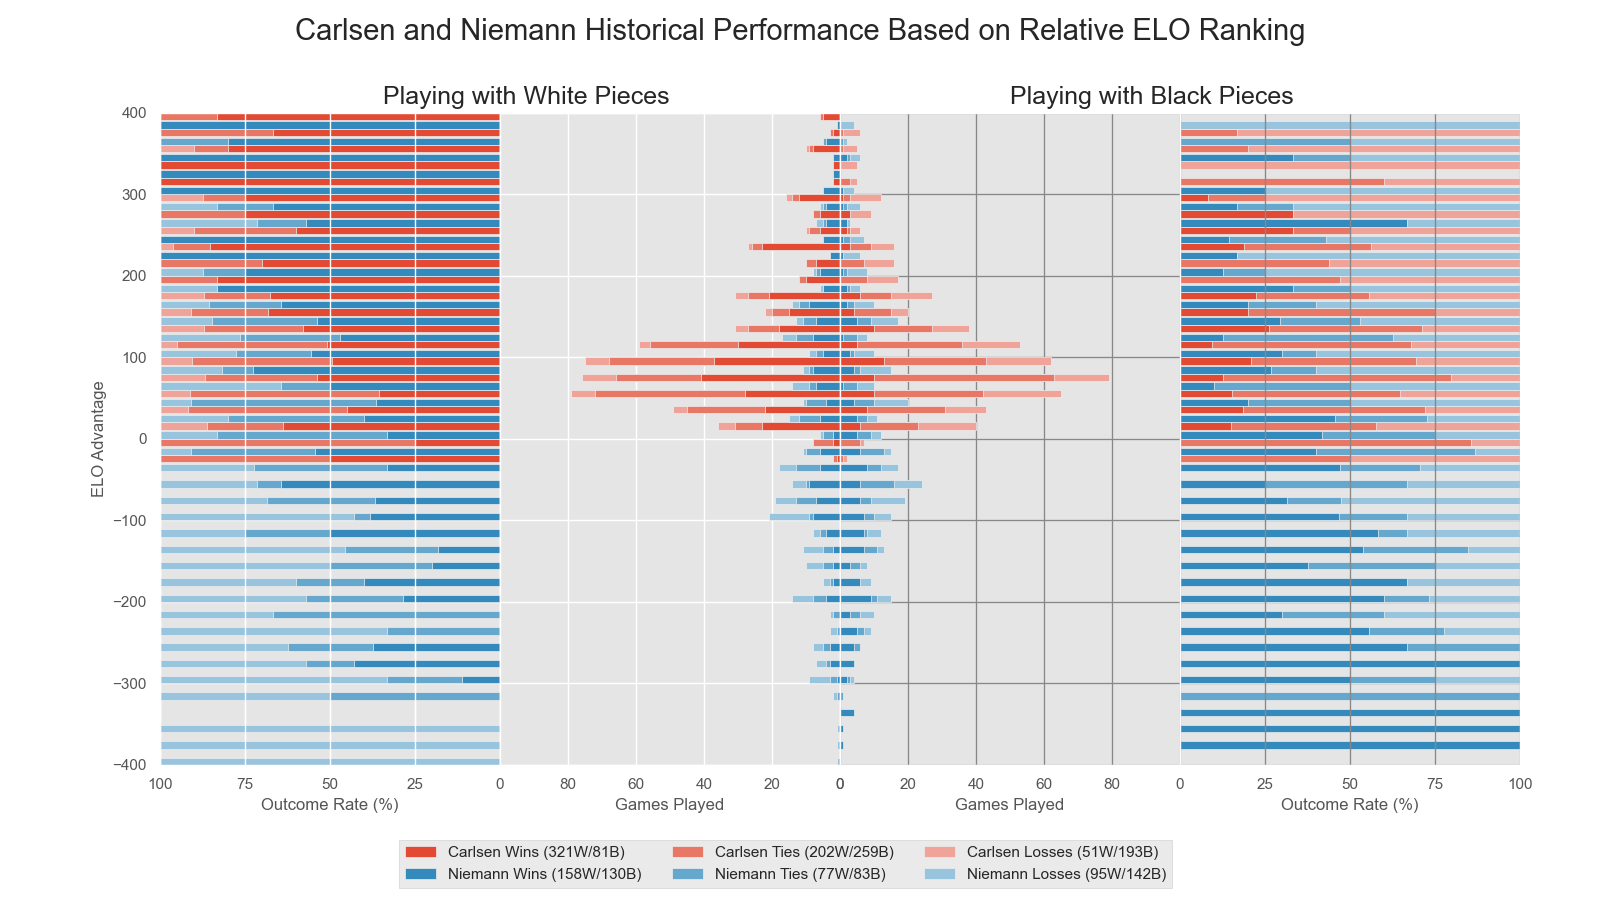 Carlsen and Niemann Historical Performance Based on Relative ELO Ranking
Playing with White Pieces
Playing with Black Pieces
ELO Advantage
400
300
200
100
0
−100
−200
−300
−400
100 75 50 25 0 80 60 40 20 0 20 40 60 80 0 25 50 75 100
Outcome Rate (%)
Games Played
Games Played
Outcome Rate (%)
Carlsen Wins (321W/81B)
Carlsen Ties (202W/259B)
Carlsen Losses (51W/193B)
Niemann Wins (158W/130B)
Niemann Ties (77W/83B)
Niemann Losses (95W/142B)